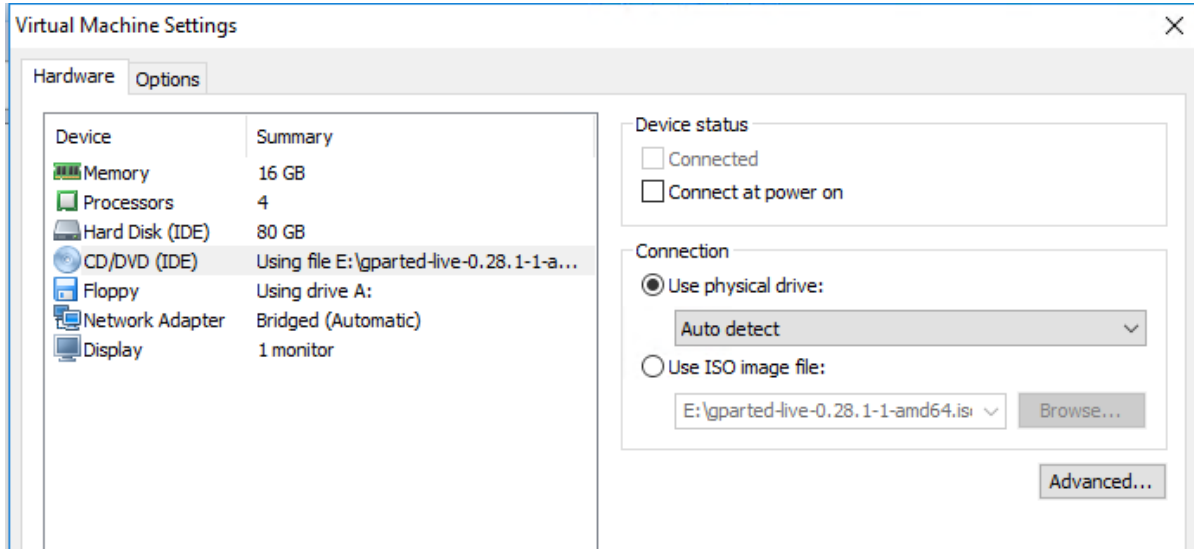 Virtual Machine Settings
Hardware Options
Device Summary
Memory 16 GB
Processors 4
Hard Disk (IDE) 80 GB
CD/DVD (IDE) Using file E:\gparted-live-0.28.1-1-a...
Floppy Using drive A:
Network Adapter Bridged (Automatic)
Display 1 monitor
Device status
Connected
Connect at power on
Connection
Use physical drive:
Auto detect
Use ISO image file:
E:\gparted-live-0.28.1-1-amd64.is
Browse...
Advanced...